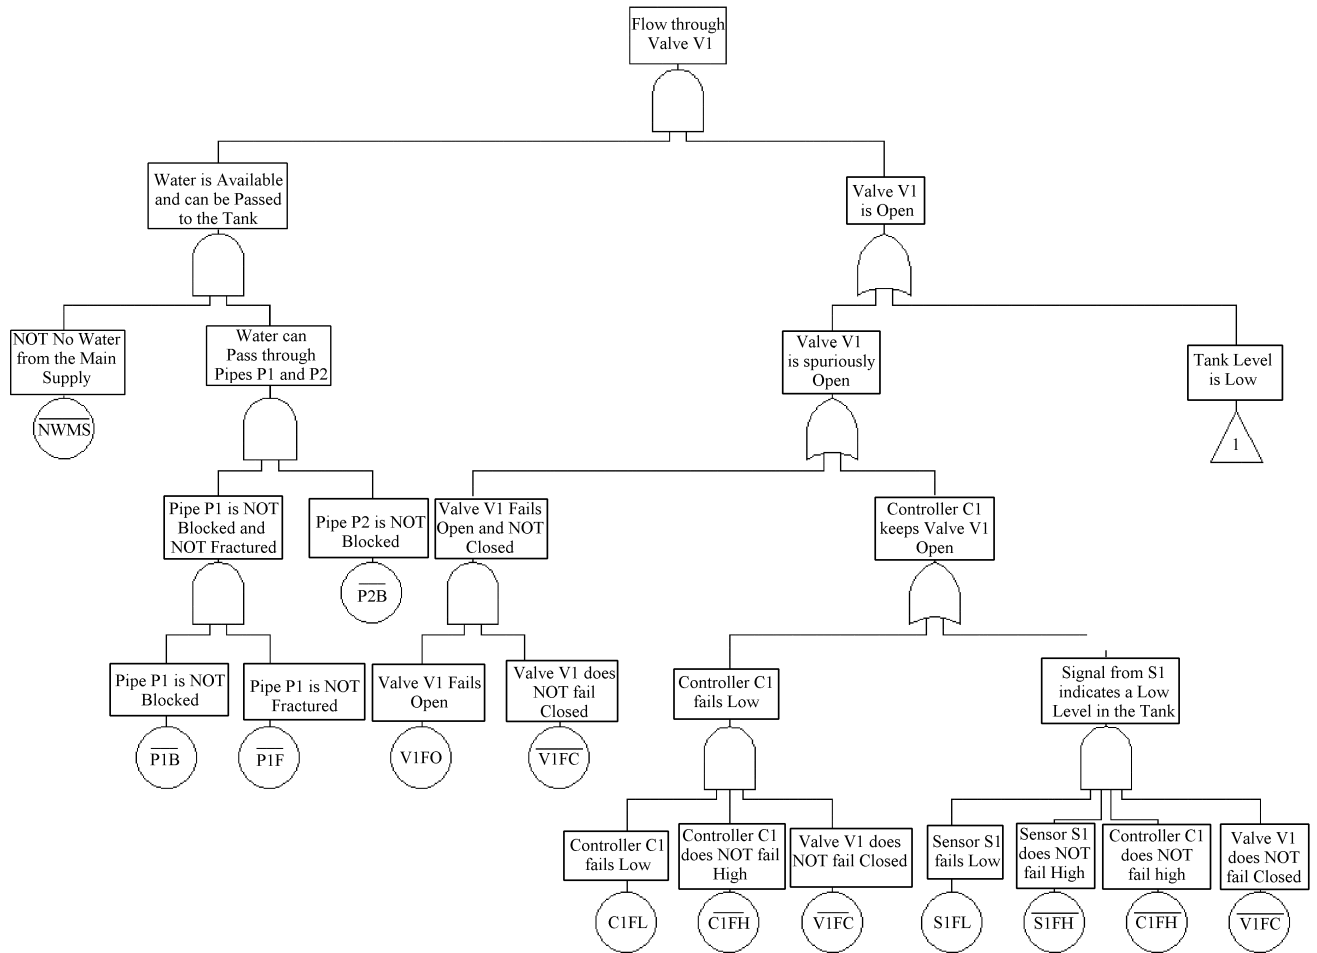 Flow through
Valve V1
Water is Available
and can be Passed
to the Tank
Valve V1
is Open
NOT No Water
from the Main
Supply
NWMS
Water can
Pass through
Pipes P1 and P2
Valve V1
is spuriously
Open
Tank Level
is Low
1
Pipe P1 is NOT
Blocked and
NOT Fractured
Pipe P2 is NOT
Blocked
P2B
Valve V1 Fails
Open and NOT
Closed
Controller C1
keeps Valve V1
Open
Pipe P1 is NOT
Blocked
P1B
Pipe P1 is NOT
Fractured
P1F
Valve V1 Fails
Open
V1FO
Valve V1 does
NOT fail
Closed
V1FC
Controller C1
fails Low
Signal from S1
indicates a Low
Level in the Tank
Controller C1
fails Low
C1FL
Controller C1
does NOT fail
High
C1FH
Valve V1 does
NOT fail Closed
V1FC
Sensor S1
fails Low
S1FL
Sensor S1
does NOT
fail High
S1FH
Controller C1
does NOT
fail high
C1FH
Valve V1
does NOT
fail Closed
V1FC